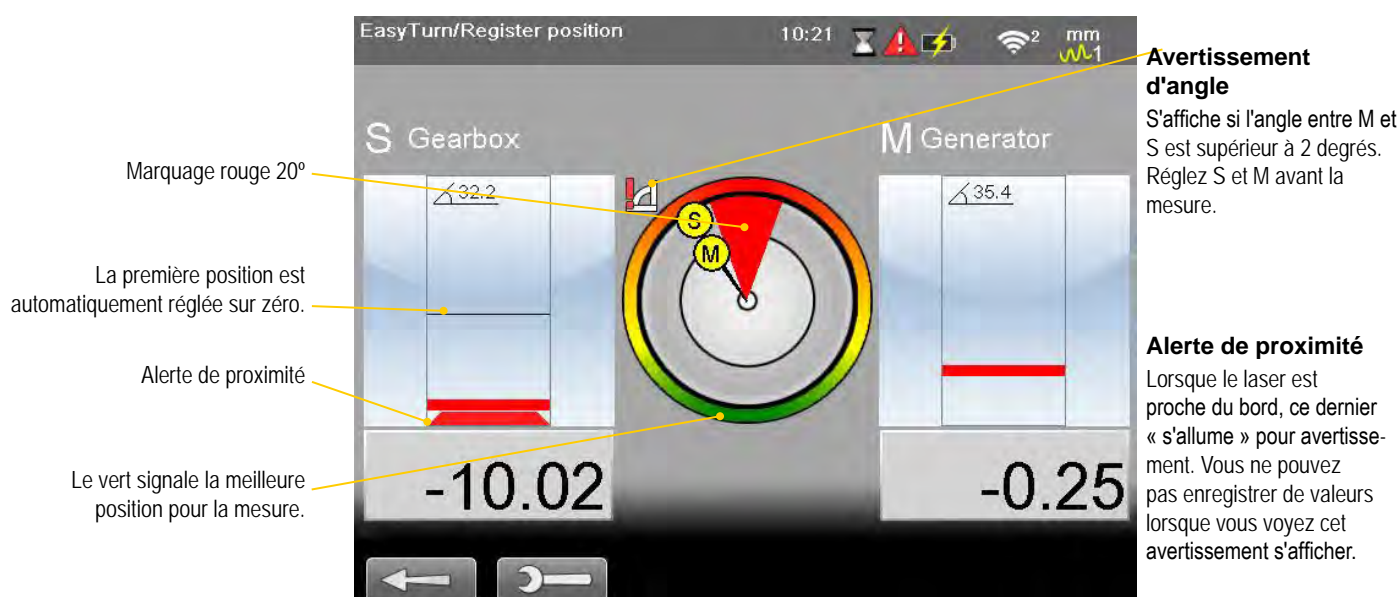 EasyTurn/Register position
10:21
2
mm
1
S Gearbox
M Generator
32.2
35.4
S
M
-10.02
-0.25
Marquage rouge 20º
La première position est
automatiquement réglée sur zéro.
Alerte de proximité
Le vert signale la meilleure
position pour la mesure.
Avertissement
d'angle
S'affiche si l'angle entre M et
S est supérieur à 2 degrés.
Réglez S et M avant la
mesure.
Alerte de proximité
Lorsque le laser est
proche du bord, ce dernier
« s'allume » pour avertisse-
ment. Vous ne pouvez
pas enregistrer de valeurs
lorsque vous voyez cet
avertissement s'afficher.